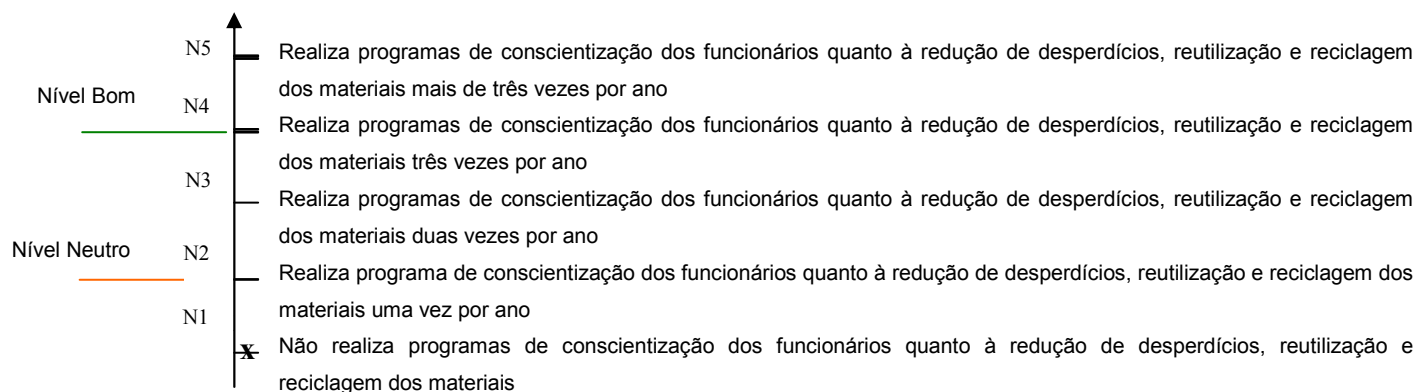 N5
Realiza programas de conscientização dos funcionários quanto à redução de desperdícios, reutilização e reciclagem
dos materiais mais de três vezes por ano
Nível Bom
N4
Realiza programas de conscientização dos funcionários quanto à redução de desperdícios, reutilização e reciclagem
dos materiais três vezes por ano
N3
Realiza programas de conscientização dos funcionários quanto à redução de desperdícios, reutilização e reciclagem
dos materiais duas vezes por ano
Nível Neutro
N2
Realiza programa de conscientização dos funcionários quanto à redução de desperdícios, reutilização e reciclagem dos
materiais uma vez por ano
N1
X
Não realiza programas de conscientização dos funcionários quanto à redução de desperdícios, reutilização e
reciclagem dos materiais